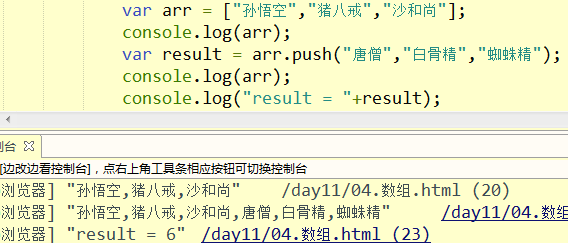 var arr = ["孙悟空","猪八戒","沙和尚"];
console.log(arr);
var result = arr.push("唐僧","白骨精","蜘蛛精");
console.log(arr);
console.log("result = "+result);
制台
[边改边看控制台]，点右上角工具条相应按钮可切换控制台
浏览器] "孙悟空,猪八戒,沙和尚" /day11/04.数组.html (20)
浏览器] "孙悟空,猪八戒,沙和尚,唐僧,白骨精,蜘蛛精" /day11/04.数
浏览器] "result = 6" /day11/04.数组.html (23)